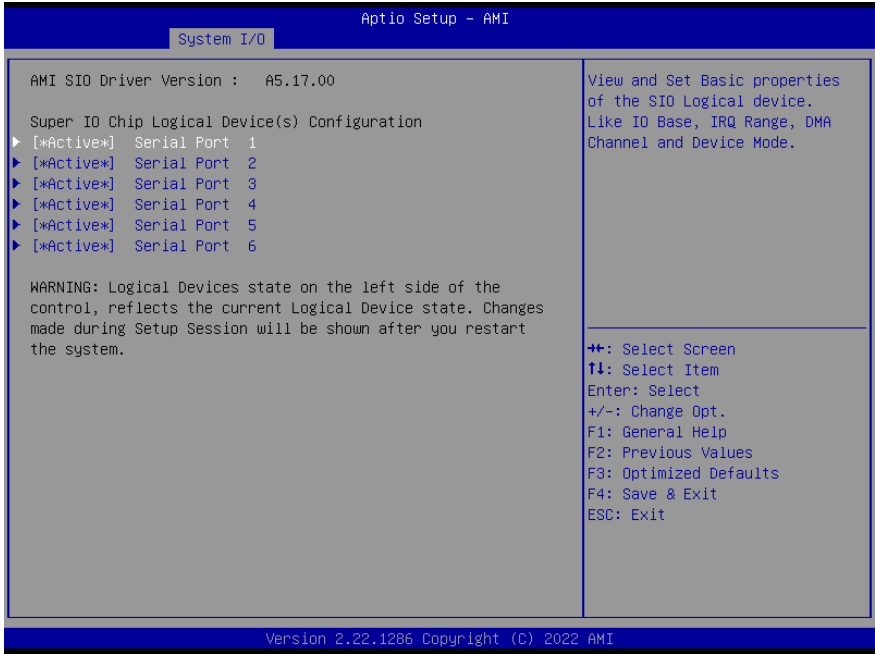 Aptio Setup – AMI
System I/O
AMI SIO Driver Version :   A5.17.00
Super IO Chip Logical Device(s) Configuration
[*Active*]  Serial Port  1
[*Active*]  Serial Port  2
[*Active*]  Serial Port  3
[*Active*]  Serial Port  4
[*Active*]  Serial Port  5
[*Active*]  Serial Port  6
WARNING: Logical Devices state on the left side of the
control, reflects the current Logical Device state. Changes
made during Setup Session will be shown after you restart
the system.
View and Set Basic properties
of the SIO Logical device.
Like IO Base, IRQ Range, DMA
Channel and Device Mode.
→←: Select Screen
↑↓: Select Item
Enter: Select
+/-: Change Opt.
F1: General Help
F2: Previous Values
F3: Optimized Defaults
F4: Save & Exit
ESC: Exit
Version 2.22.1286 Copyright (C) 2022 AMI